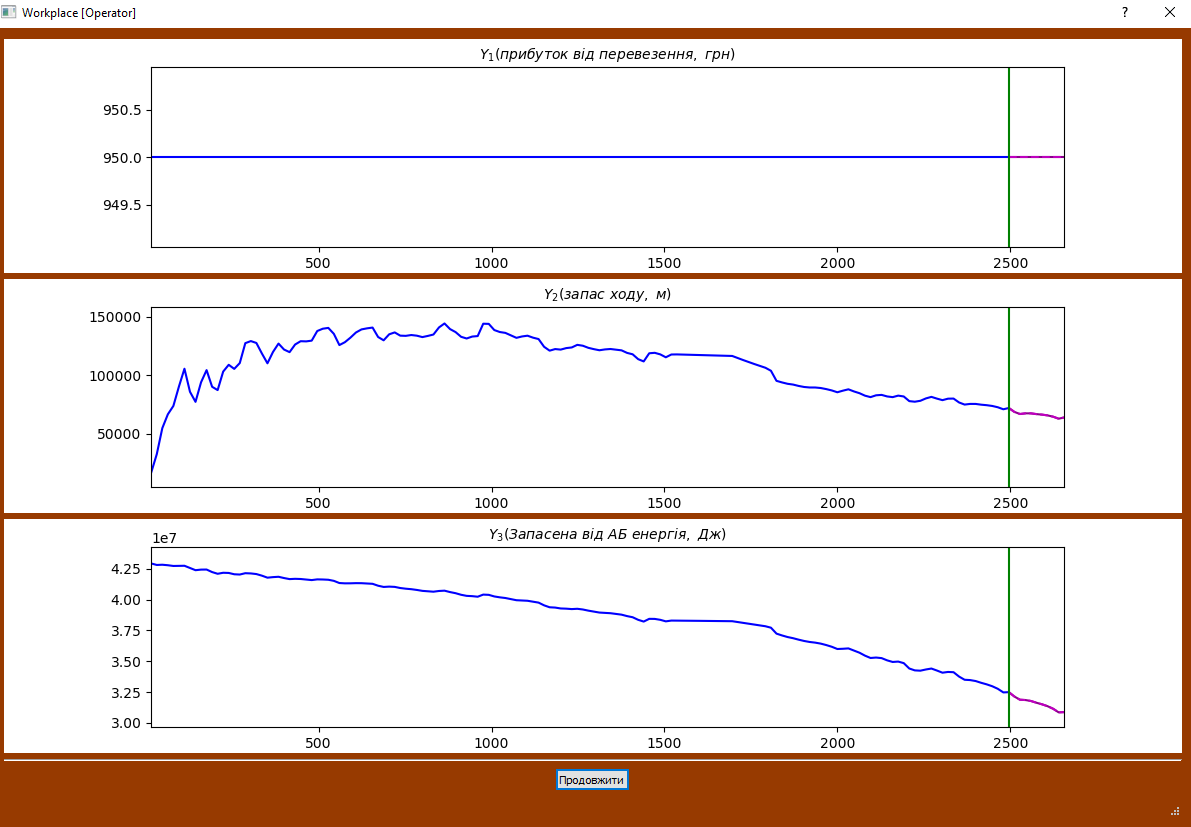 Workplace [Operator]
?
Y₁(прибуток від перевезення, грн)
950.5
950.0
949.5
500 1000 1500 2000 2500
Y₂(запас ходу, м)
150000
100000
50000
500 1000 1500 2000 2500
Y₃(Запасена від АБ енергія, Дж)
1e7
4.25
4.00
3.75
3.50
3.25
3.00
500 1000 1500 2000 2500
Продовжити